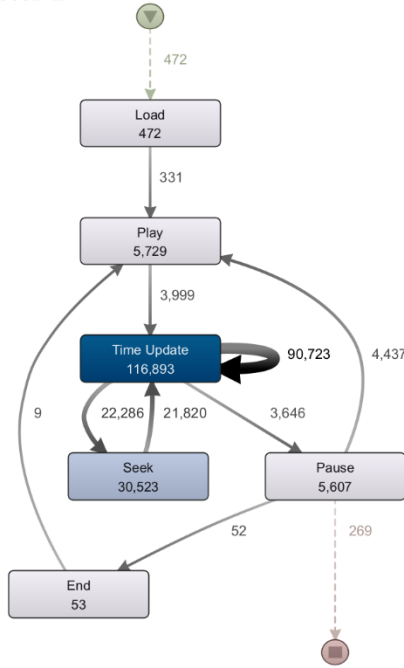 472
Load
472
331
Play
5,729
3,999
Time Update
116,893
90,723
4,437
9
22,286
21,820
3,646
Seek
30,523
Pause
5,607
52
269
End
53